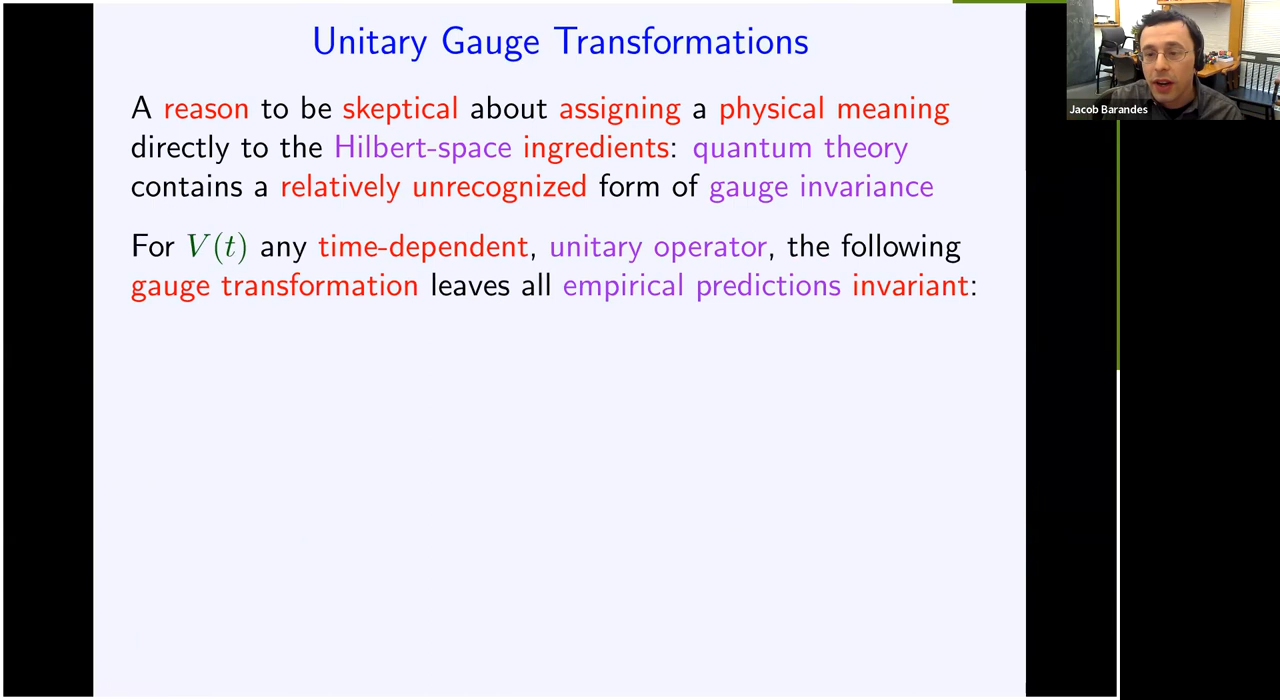 Unitary Gauge Transformations
A reason to be skeptical about assigning a physical meaning
directly to the Hilbert-space ingredients: quantum theory
contains a relatively unrecognized form of gauge invariance
For V(t) any time-dependent, unitary operator, the following
gauge transformation leaves all empirical predictions invariant:
Jacob Barandes